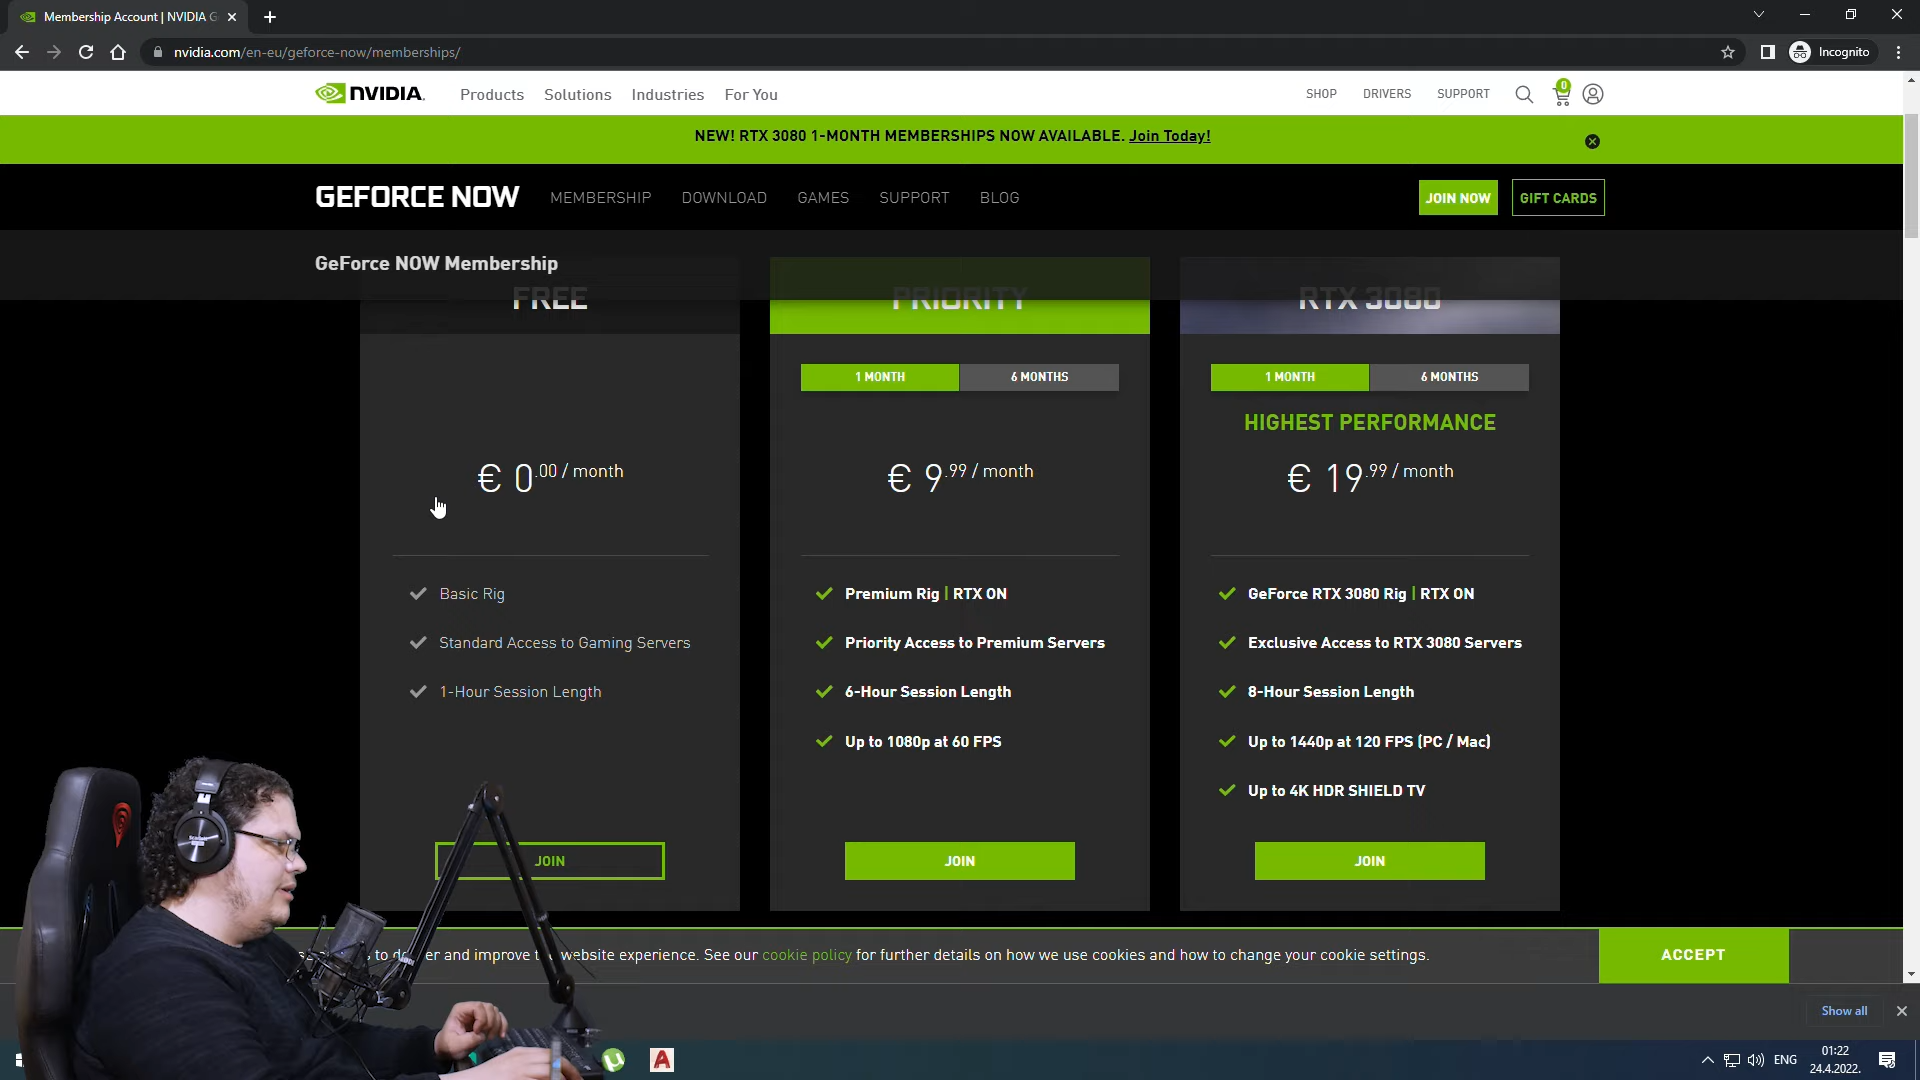 Membership Account | NVIDIA G
nvidia.com/en-eu/geforce-now/memberships/
Incognito
NVIDIA.
Products
Solutions
Industries
For You
SHOP
DRIVERS
SUPPORT
0
NEW! RTX 3080 1-MONTH MEMBERSHIPS NOW AVAILABLE. Join Today!
GEFORCE NOW
MEMBERSHIP
DOWNLOAD
GAMES
SUPPORT
BLOG
JOIN NOW
GIFT CARDS
GeForce NOW Membership
FREE
€ 0.00 / month
Basic Rig
Standard Access to Gaming Servers
1-Hour Session Length
JOIN
PRIORITY
1 MONTH
6 MONTHS
€ 9.99 / month
Premium Rig | RTX ON
Priority Access to Premium Servers
6-Hour Session Length
Up to 1080p at 60 FPS
JOIN
RTX 3080
1 MONTH
6 MONTHS
HIGHEST PERFORMANCE
€ 19.99 / month
GeForce RTX 3080 Rig | RTX ON
Exclusive Access to RTX 3080 Servers
8-Hour Session Length
Up to 1440p at 120 FPS (PC / Mac)
Up to 4K HDR SHIELD TV
JOIN
to and improve website experience. See our cookie policy for further details on how we use cookies and how to change your cookie settings.
ACCEPT
Show all
ENG
01:22
24.4.2022.